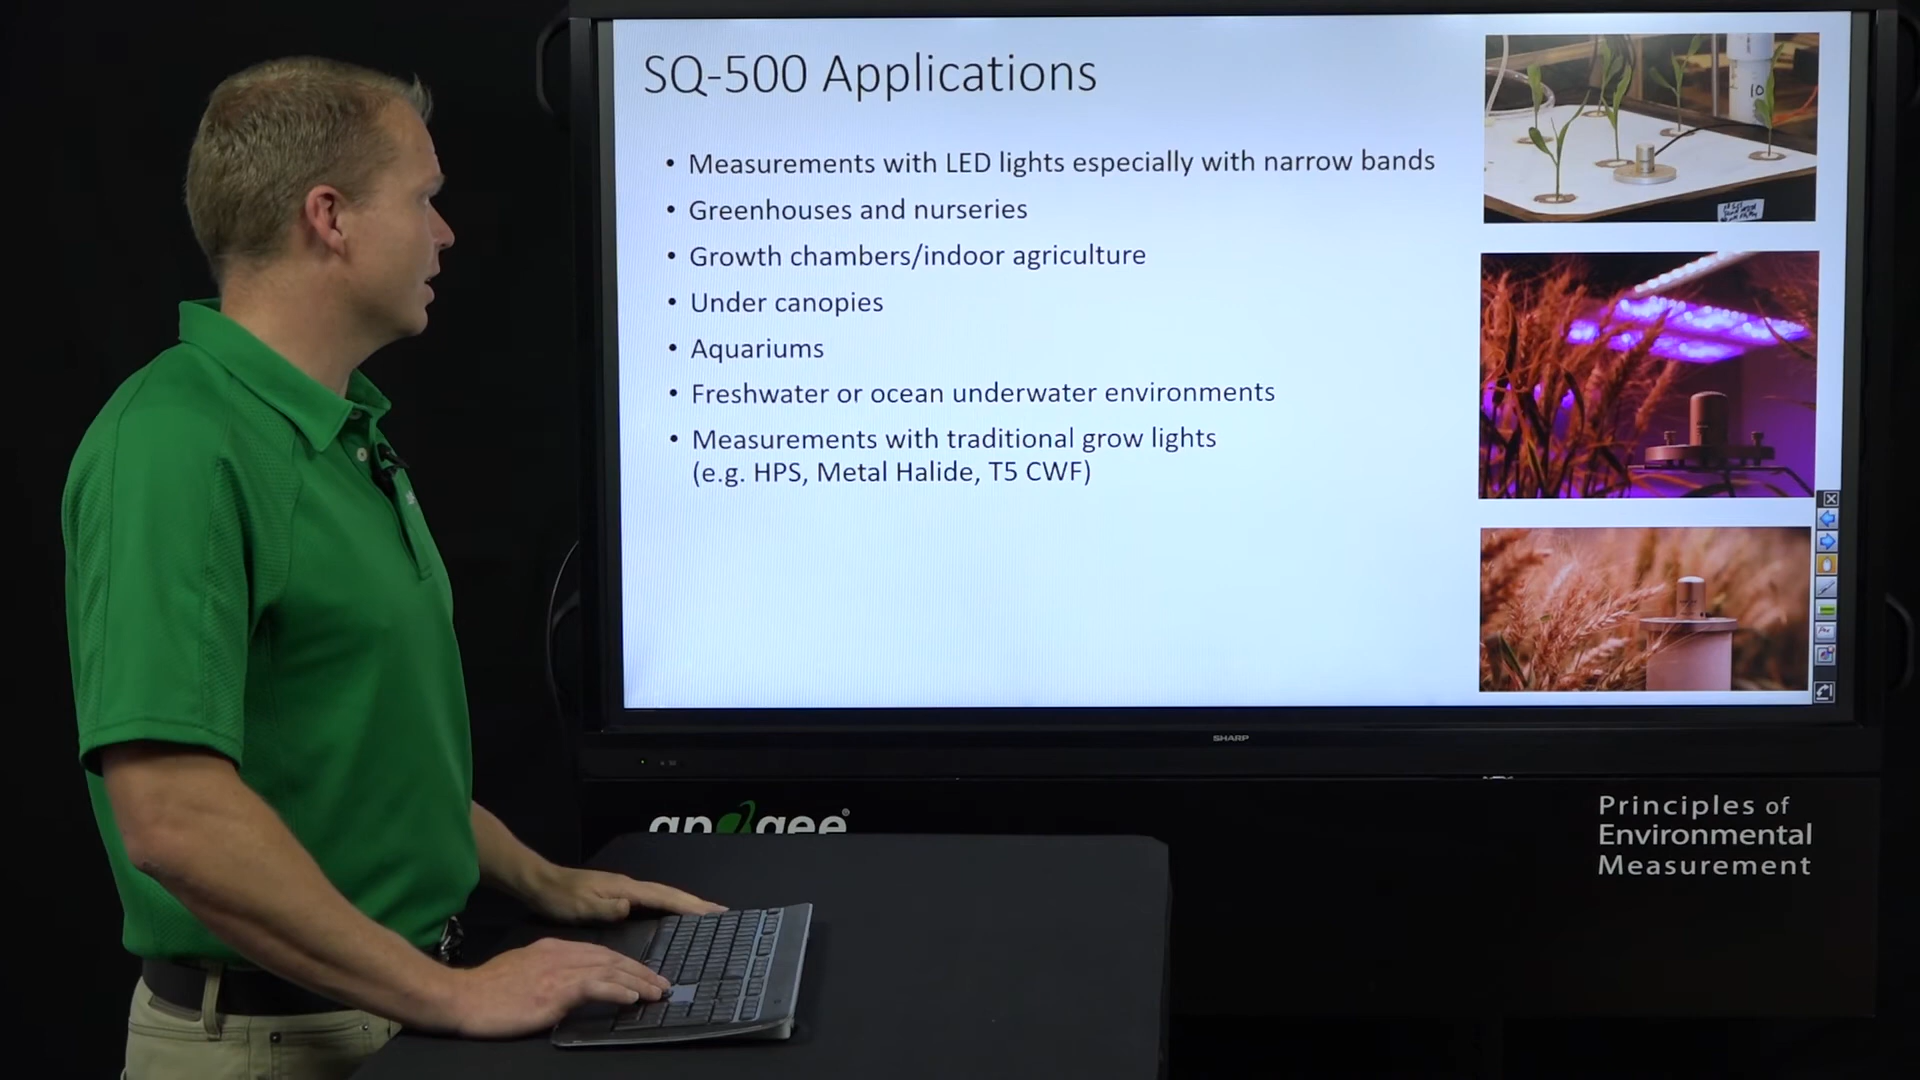 SQ-500 Applications
• Measurements with LED lights especially with narrow bands
• Greenhouses and nurseries
• Growth chambers/indoor agriculture
• Under canopies
• Aquariums
• Freshwater or ocean underwater environments
• Measurements with traditional grow lights
(e.g. HPS, Metal Halide, T5 CWF)
10
SHARP
apogee®
Principles of
Environmental
Measurement